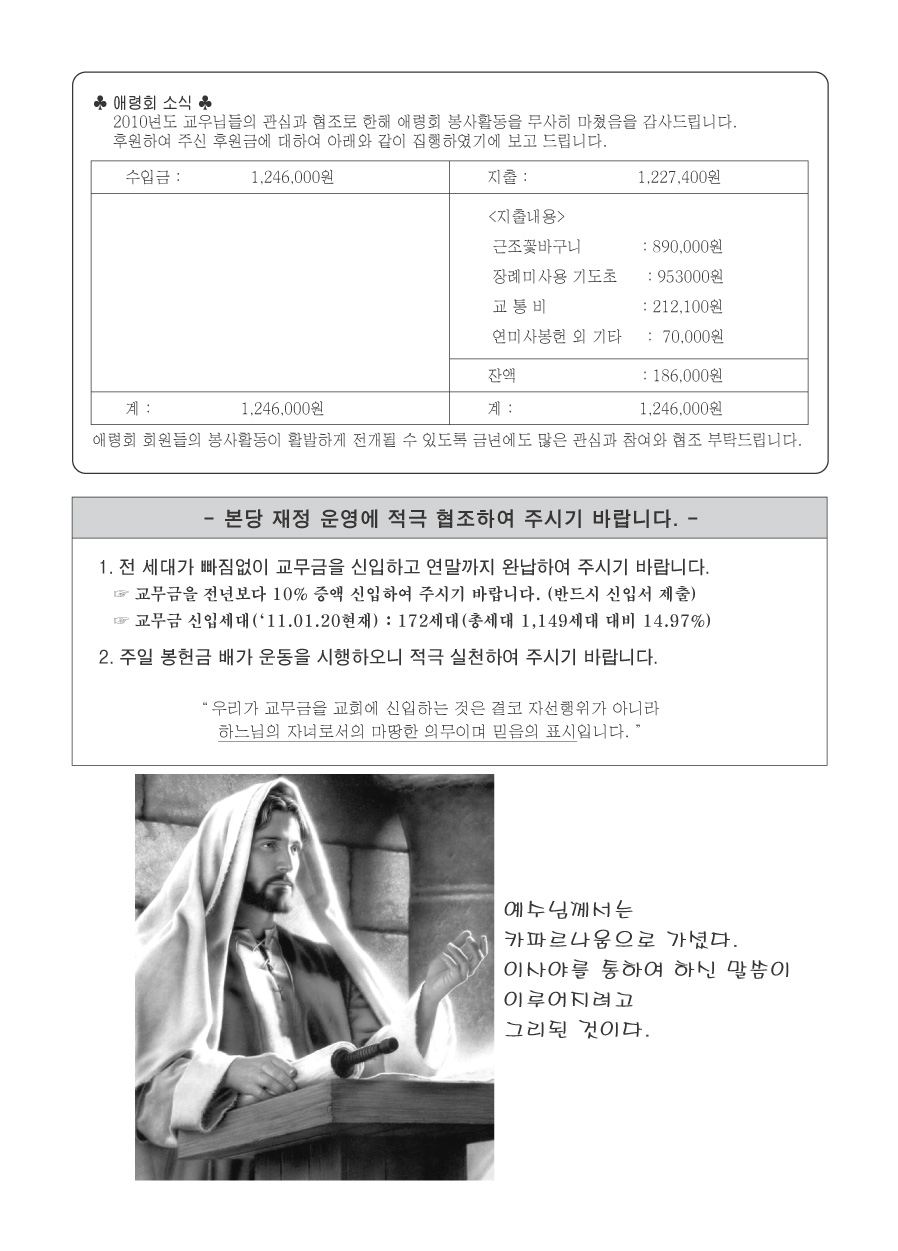 ♣ 애령회 소식 ♣
2010년도 교우님들의 관심과 협조로 한해 애령회 봉사활동을 무사히 마쳤음을 감사드립니다.
후원하여 주신 후원금에 대하여 아래와 같이 집행하였기에 보고 드립니다.
수입금 : 1,246,000원 지출 : 1,227,400원
<지출내용>
근조꽃바구니 : 890,000원
장례미사용 기도초 : 953000원
교 통 비 : 212,100원
연미사봉헌 외 기타 : 70,000원
잔액 : 186,000원
계 : 1,246,000원 계 : 1,246,000원
애령회 회원들의 봉사활동이 활발하게 전개될 수 있도록 금년에도 많은 관심과 참여와 협조 부탁드립니다.
- 본당 재정 운영에 적극 협조하여 주시기 바랍니다. -
1. 전 세대가 빠짐없이 교무금을 신입하고 연말까지 완납하여 주시기 바랍니다.
☞ 교무금을 전년보다 10% 증액 신입하여 주시기 바랍니다. (반드시 신입서 제출)
☞ 교무금 신입세대(‘11.01.20현재) : 172세대(총세대 1,149세대 대비 14.97%)
2. 주일 봉헌금 배가 운동을 시행하오니 적극 실천하여 주시기 바랍니다.
“ 우리가 교무금을 교회에 신입하는 것은 결코 자선행위가 아니라
하느님의 자녀로서의 마땅한 의무이며 믿음의 표시입니다. ”
예수님께서는
카파르나움으로 가셨다.
이사야를 통하여 하신 말씀이
이루어지려고
그리된 것이다.